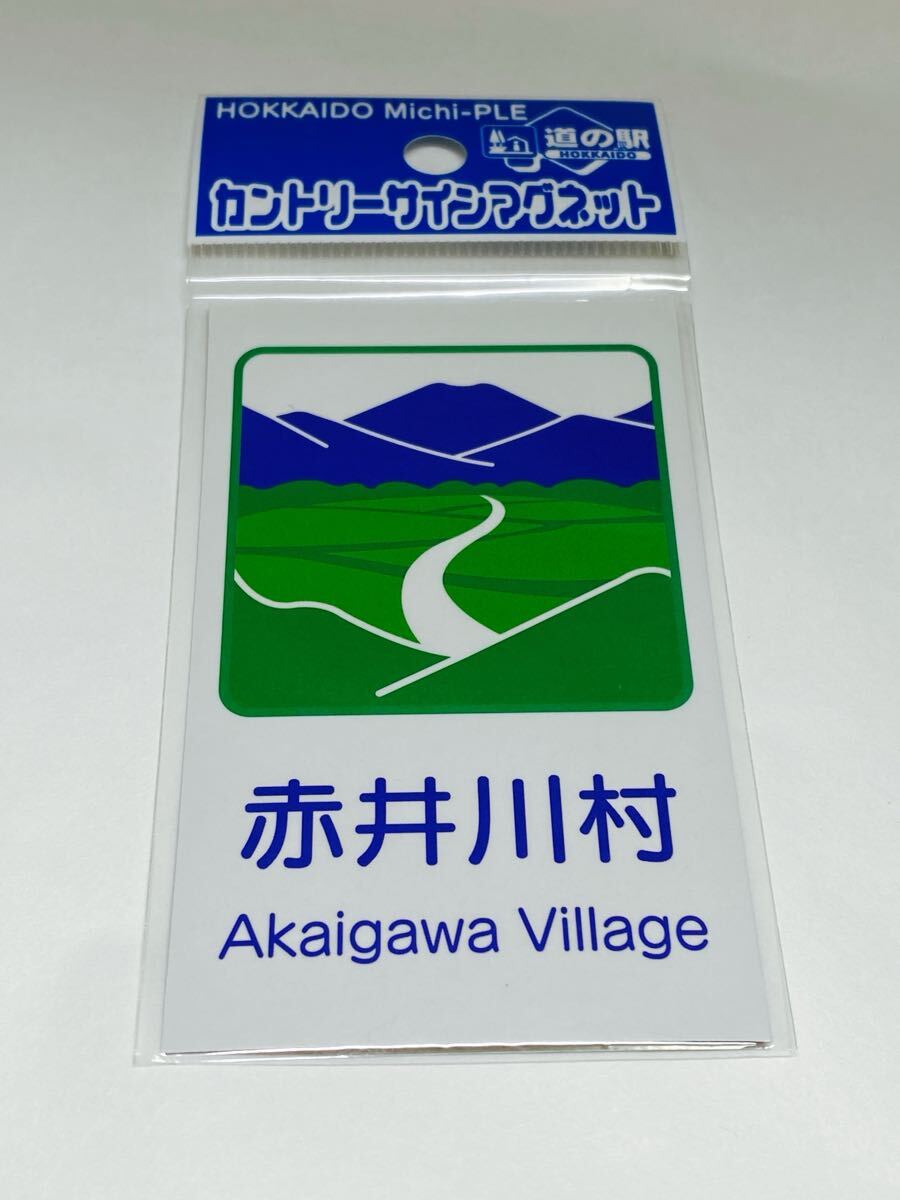 HOKKAIDO Michi-PLE
道の駅
HOKKAIDO
カントリーサインマグネット
赤井川村
Akaigawa Village